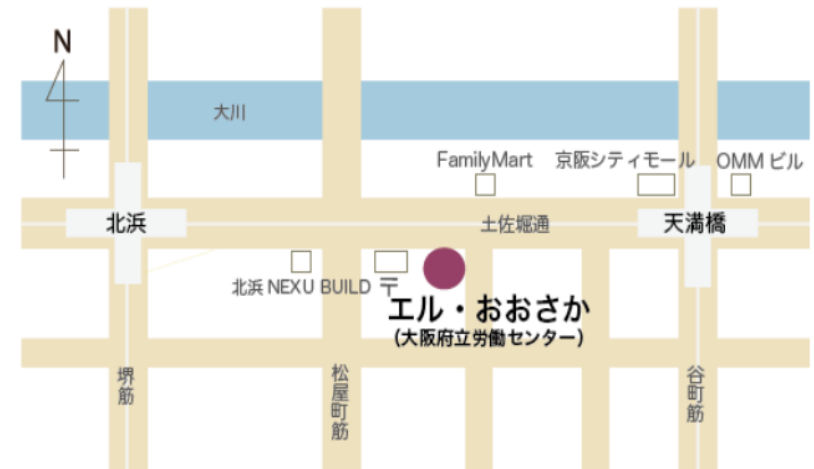 N
大川
FamilyMart
京阪シティモール
OMM ビル
北浜
土佐堀通
天満橋
北浜 NEXU BUILD 〒
エル・おおさか
(大阪府立労働センター)
堺筋
松屋町筋
谷町筋